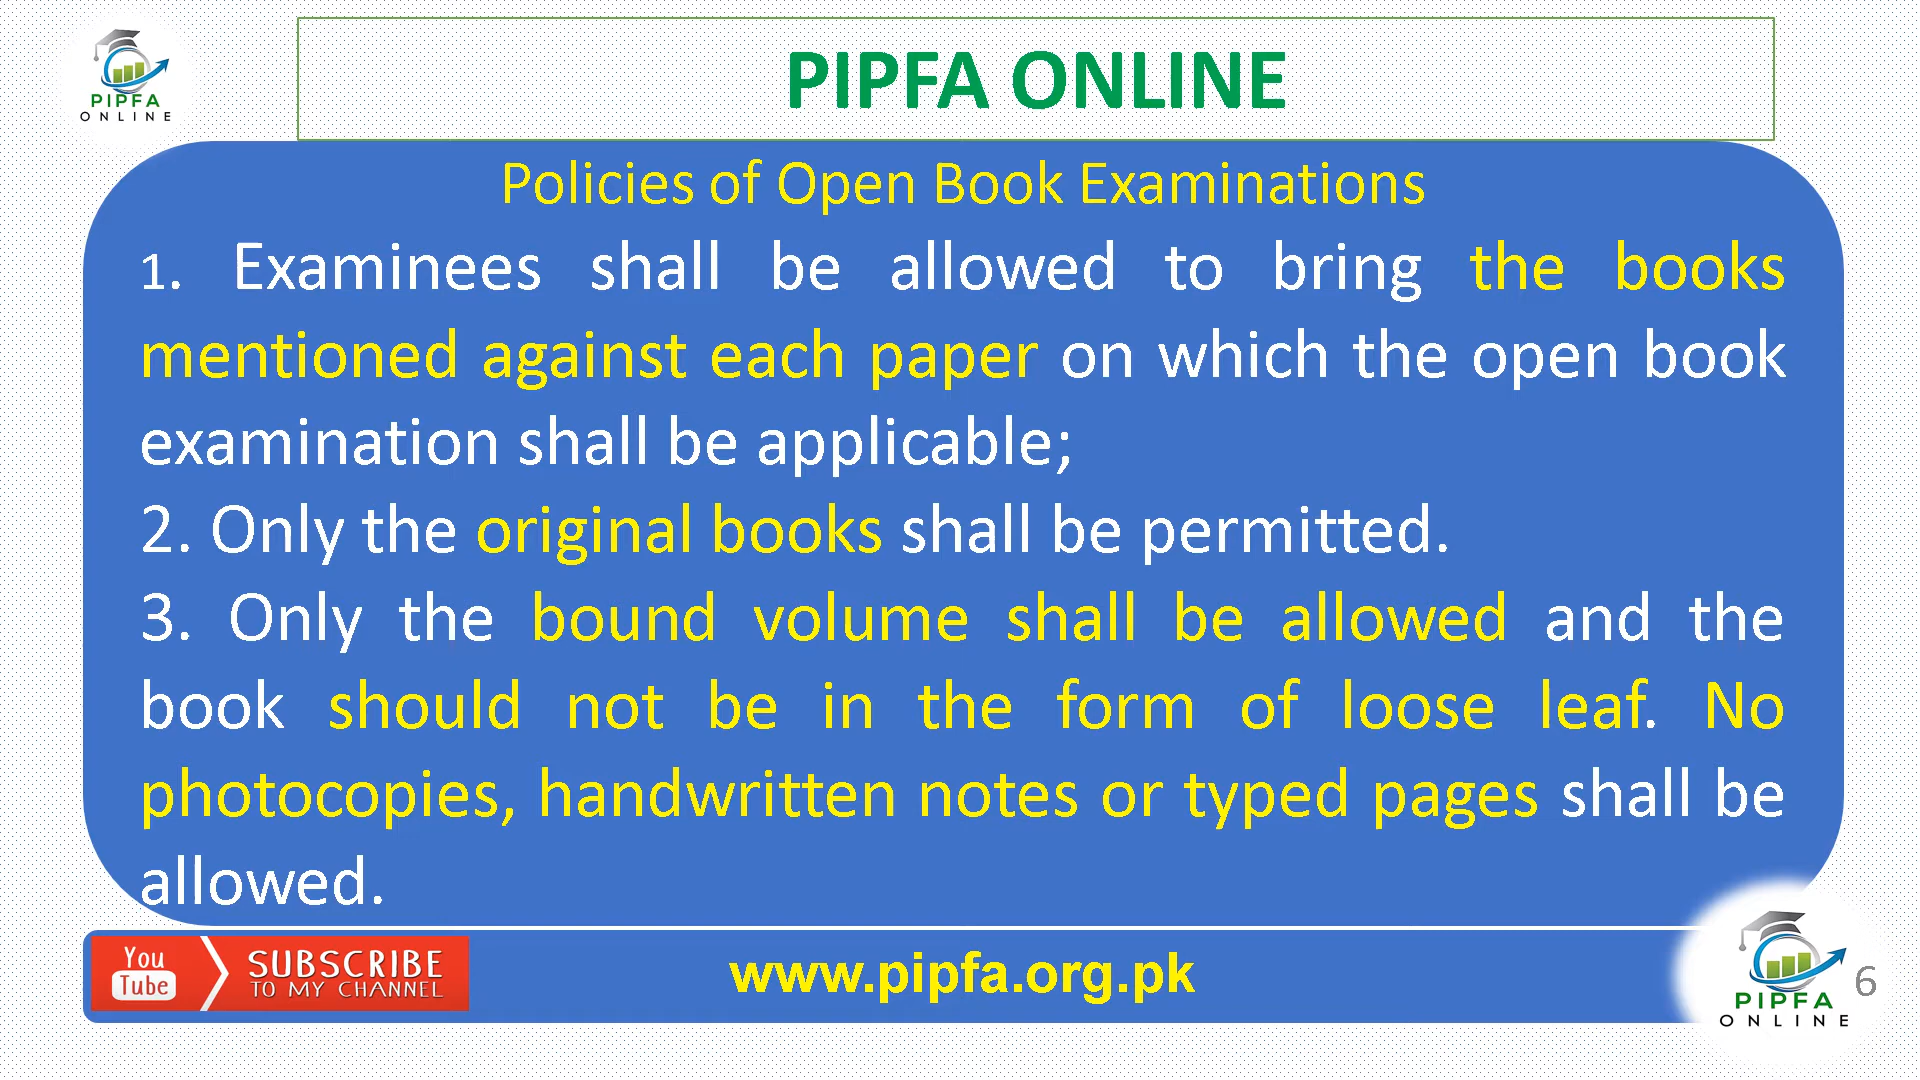 PIPFA
ONLINE
PIPFA ONLINE
Policies of Open Book Examinations
1. Examinees shall be allowed to bring the books
mentioned against each paper on which the open book
examination shall be applicable;
2. Only the original books shall be permitted.
3. Only the bound volume shall be allowed and the
book should not be in the form of loose leaf. No
photocopies, handwritten notes or typed pages shall be
allowed.
You
Tube
SUBSCRIBE
TO MY CHANNEL
www.pipfa.org.pk
PIPFA
ONLINE
6